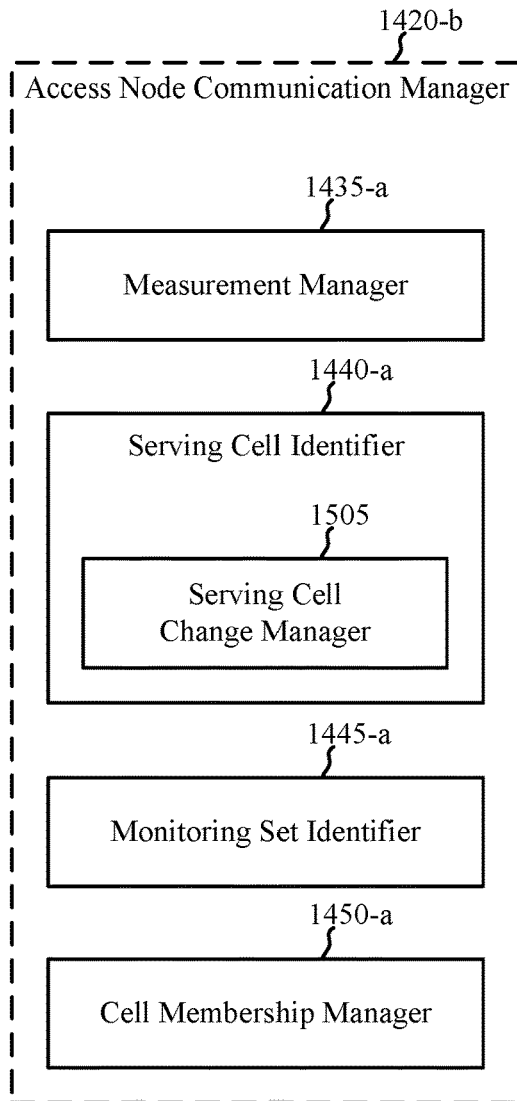 1420-b
Access Node Communication Manager
1435-a
Measurement Manager
1440-a
Serving Cell Identifier
1505
Serving Cell
Change Manager
1445-a
Monitoring Set Identifier
1450-a
Cell Membership Manager